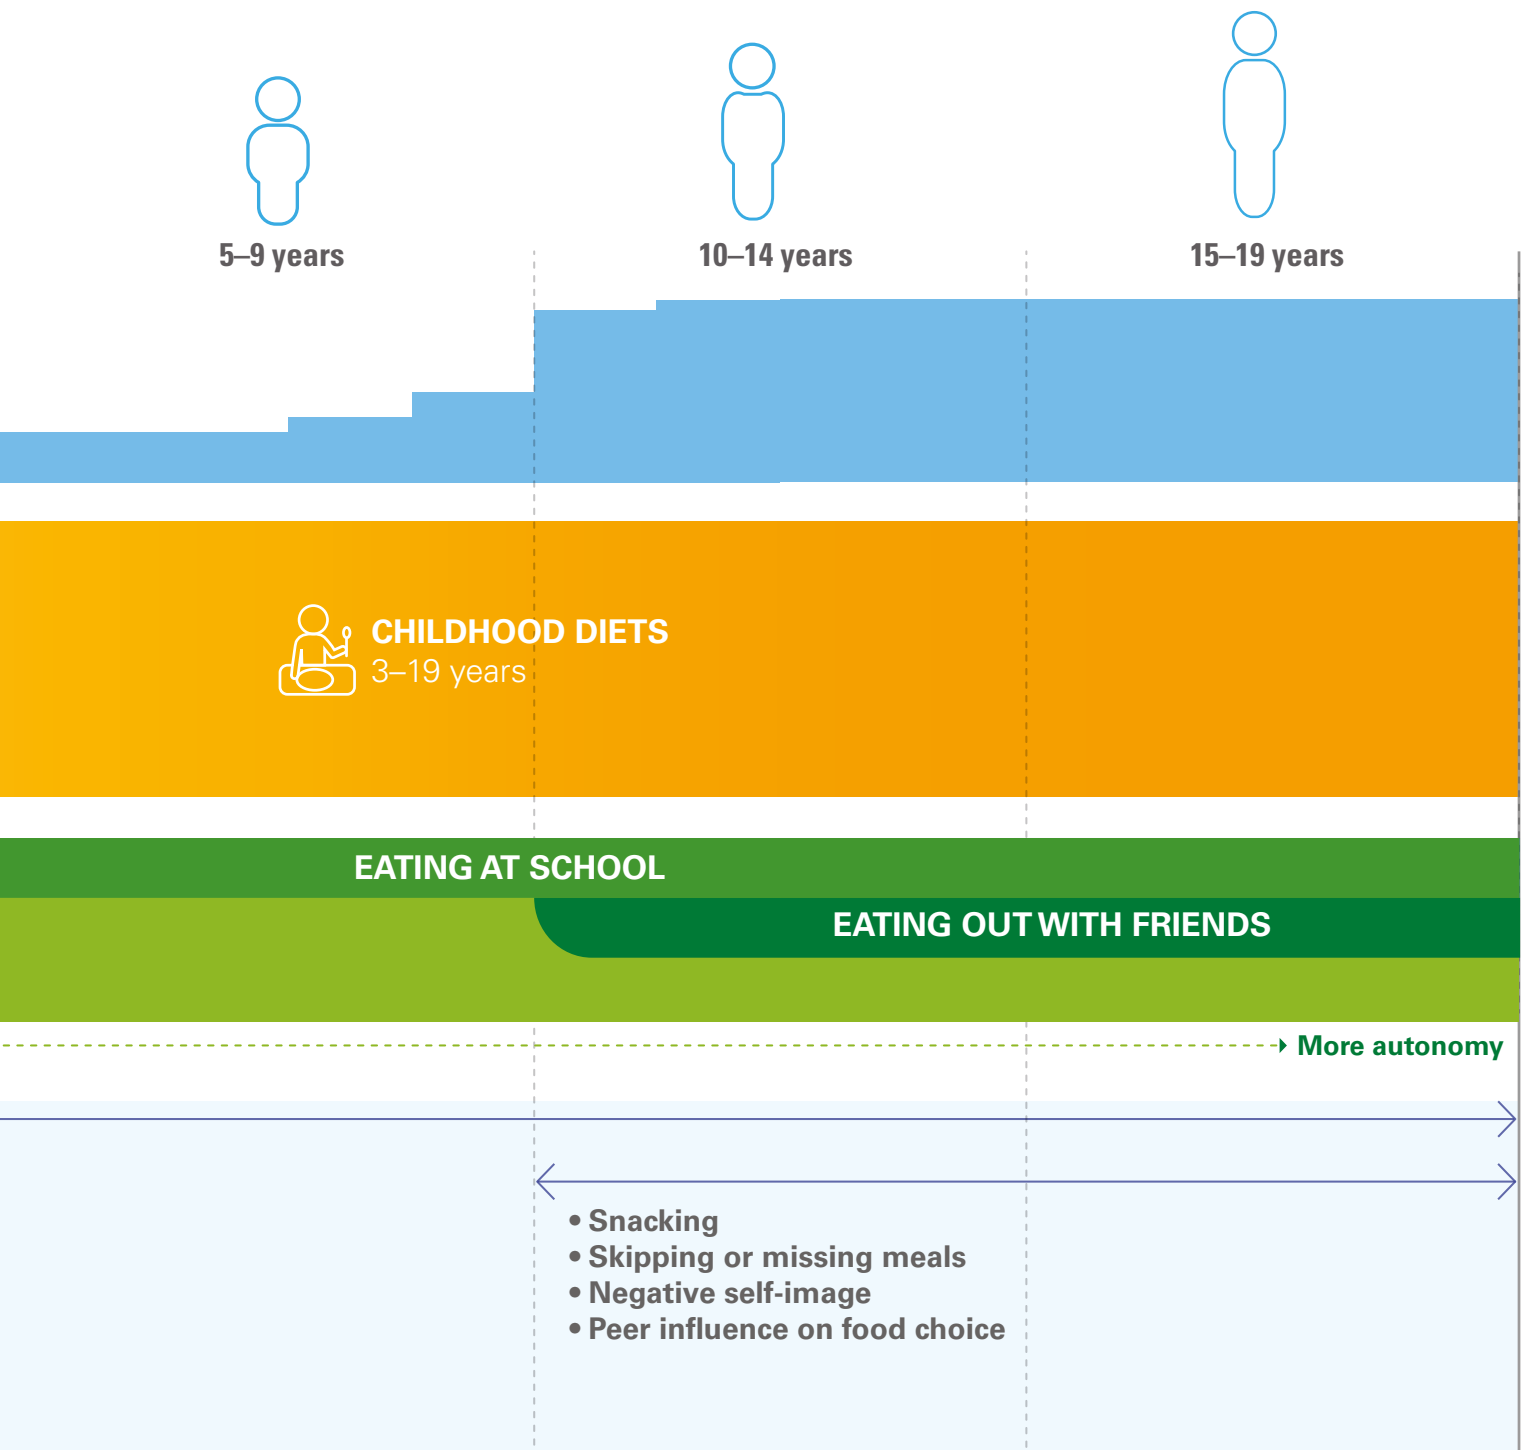 5–9 years
10–14 years
15–19 years
CHILDHOOD DIETS
3–19 years
EATING AT SCHOOL
EATING OUT WITH FRIENDS
More autonomy
• Snacking
• Skipping or missing meals
• Negative self-image
• Peer influence on food choice